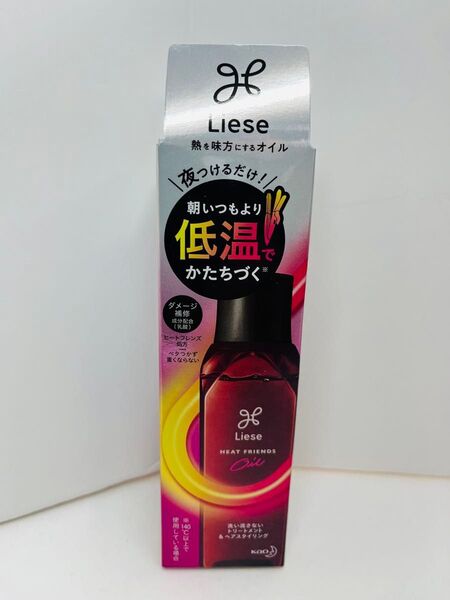 Liese
熱を味方にするオイル
夜つけるだけ!
朝いつもより
低温で
かたちづく※
ダメージ
補修
成分配合
(乳酸)
ヒートフレンズ
処方
ベタつかず
重くならない
Liese
HEAT FRIENDS
Oil
洗い流さない
トリートメント
&ヘアスタイリング
※140℃以上で
使用している場合
Kao